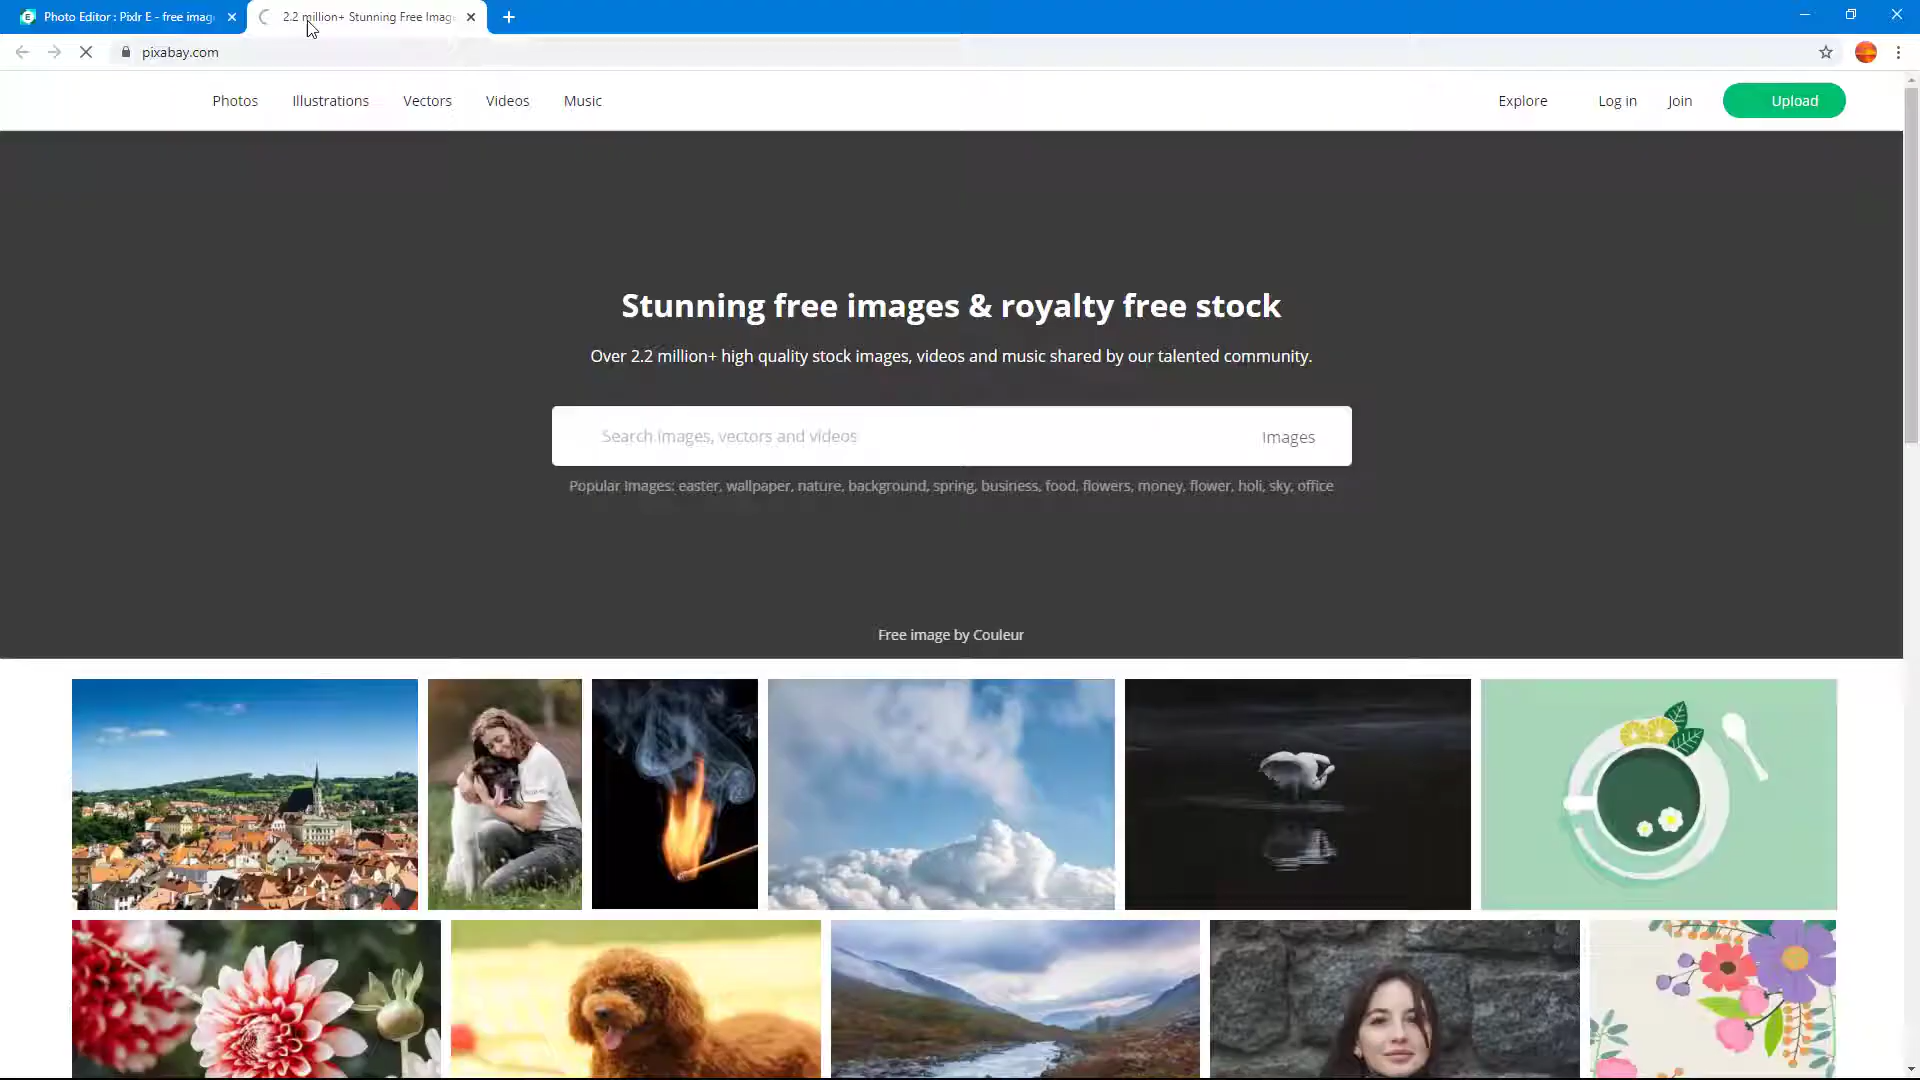 Photo Editor : Pixlr E - free imag
2.2 million+ Stunning Free Imag
pixabay.com
Photos Illustrations Vectors Videos Music Explore Log in Join Upload
Stunning free images & royalty free stock
Over 2.2 million+ high quality stock images, videos and music shared by our talented community.
Search images, vectors and videos Images
Popular Images: easter, wallpaper, nature, background, spring, business, food, flowers, money, flower, holi, sky, office
Free image by Couleur